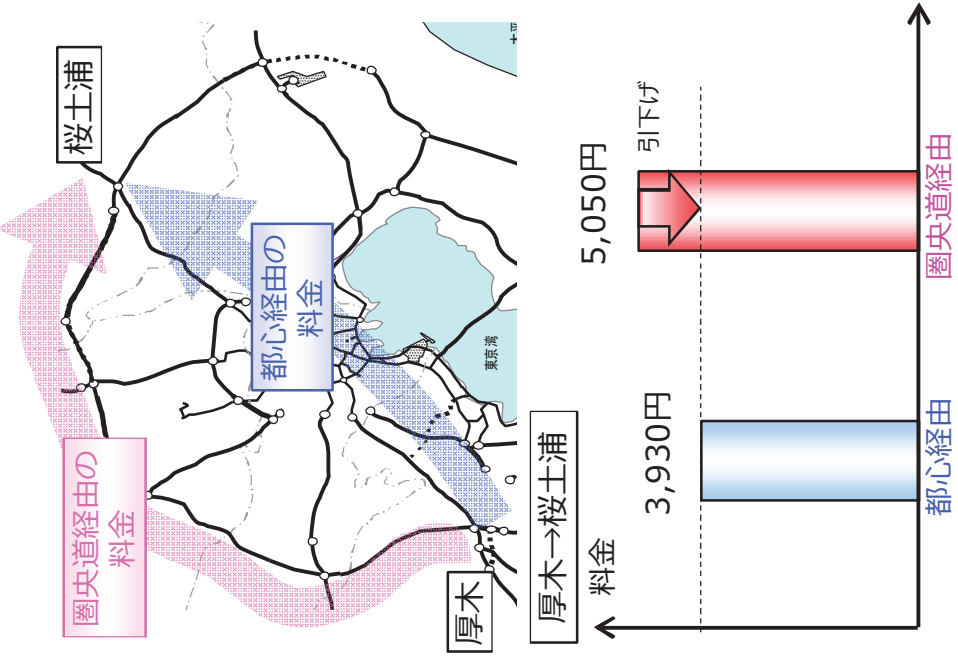 桜土浦
圏央道経由の
料金
都心経由の
料金
東京湾
厚木
厚木→桜土浦
料金
3,930円
5,050円
引下げ
都心経由
圏央道経由